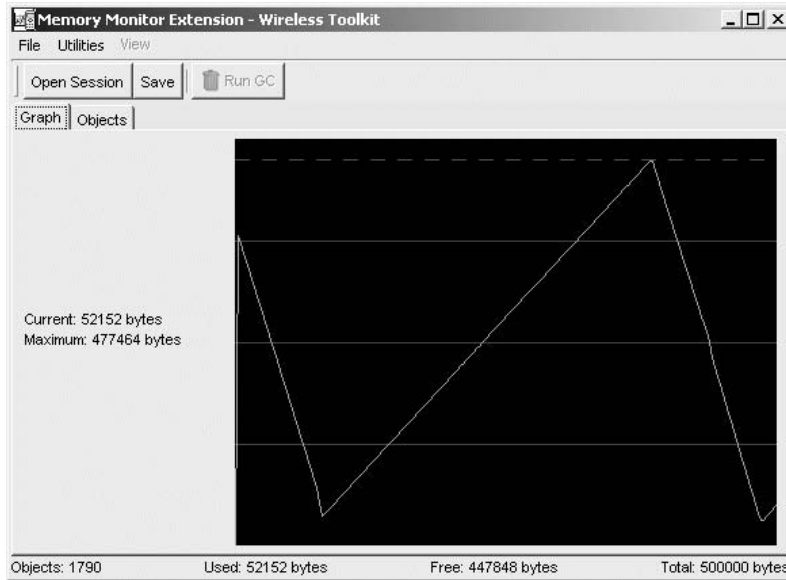 Memory Monitor Extension - Wireless Toolkit
File Utilities View
Open Session Save Run GC
Graph Objects
Current: 52152 bytes
Maximum: 477464 bytes
Objects: 1790 Used: 52152 bytes Free: 447848 bytes Total: 500000 bytes